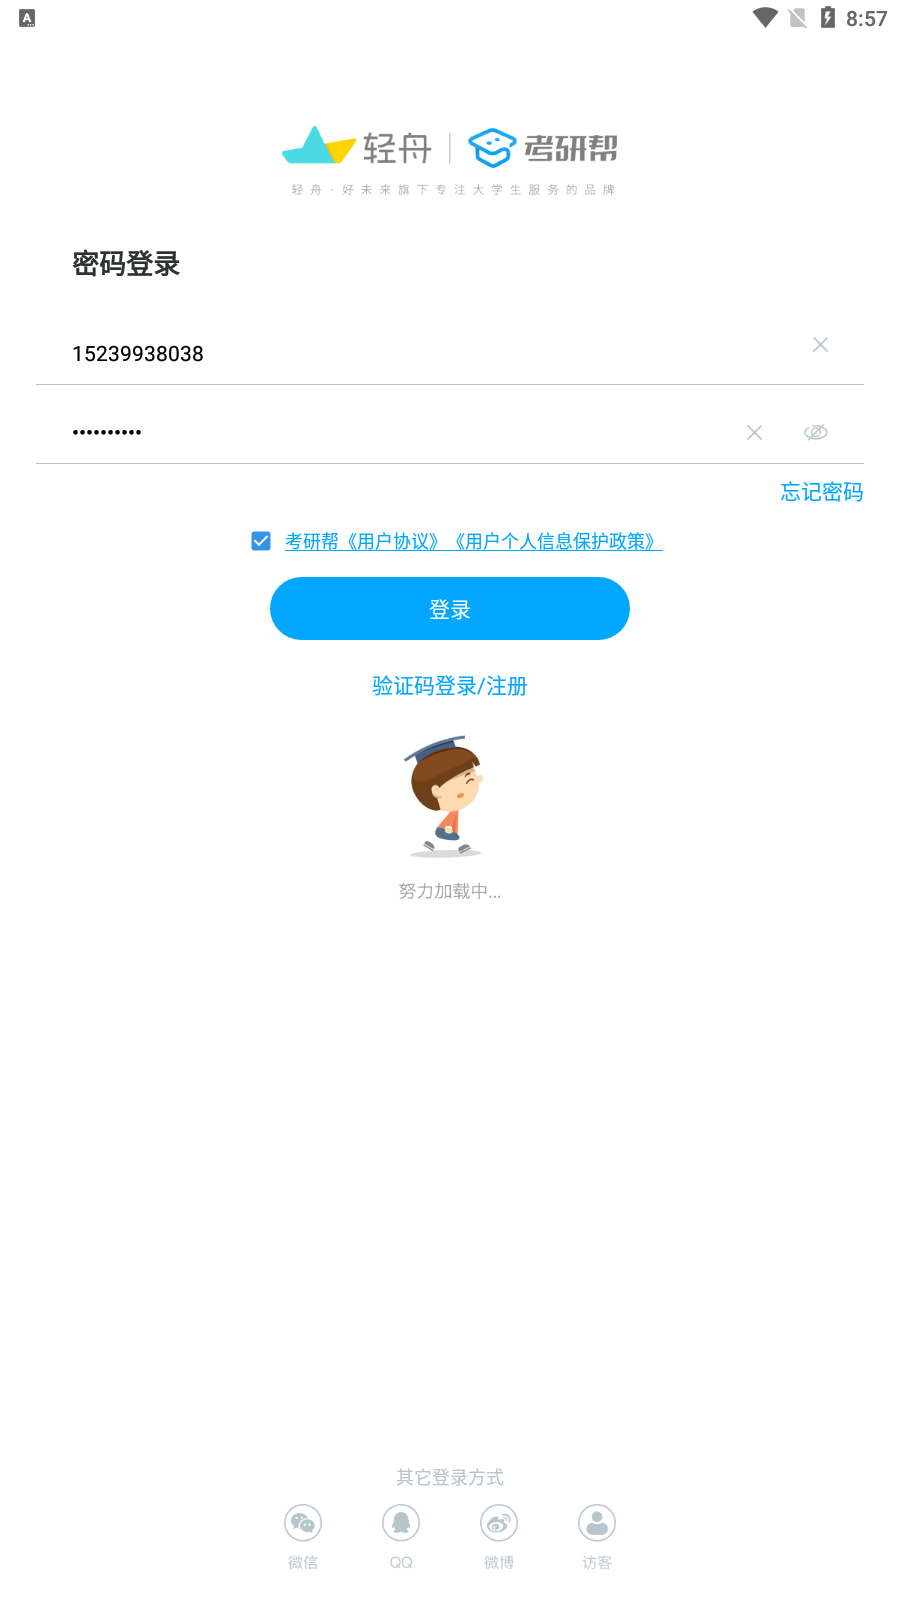 8:57
轻舟 考研帮
轻舟·好未来旗下专注大学生服务的品牌
密码登录
15239938038
••••••••••
忘记密码
考研帮《用户协议》《用户个人信息保护政策》
登录
验证码登录/注册
努力加载中...
其它登录方式
微信 QQ 微博 访客